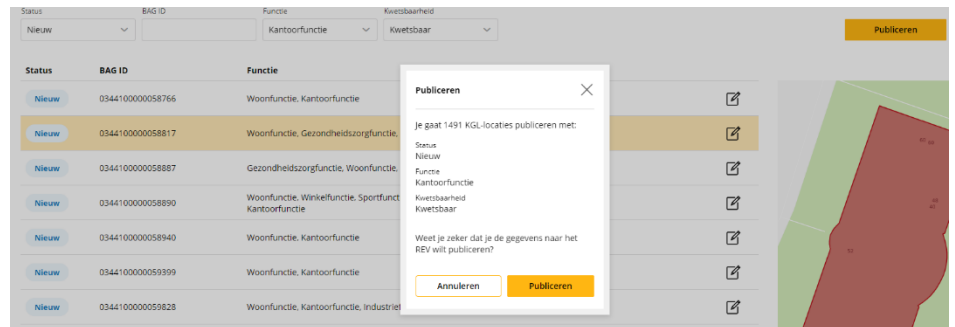 Status BAG ID Functie Kwetsbaarheid
Nieuw Kantoorfunctie Kwetsbaar Publiceren
Status BAG ID Functie
Nieuw 0344100000058766 Woonfunctie, Kantoorfunctie
Nieuw 0344100000058817 Woonfunctie, Gezondheidszorgfunctie,
Nieuw 0344100000058887 Gezondheidszorgfunctie, Woonfunctie,
Nieuw 0344100000058890 Woonfunctie, Winkelfunctie, Sportfunct
Kantoorfunctie
Nieuw 0344100000058940 Woonfunctie, Kantoorfunctie
Nieuw 0344100000059399 Woonfunctie, Kantoorfunctie
Nieuw 0344100000059828 Woonfunctie, Kantoorfunctie, Industrief
Publiceren
Je gaat 1491 KGL-locaties publiceren met:
Status
Nieuw
Functie
Kantoorfunctie
Kwetsbaarheid
Kwetsbaar
Weet je zeker dat je de gegevens naar het
REV wilt publiceren?
Annuleren Publiceren